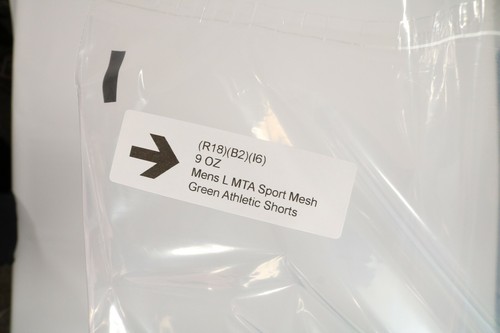 (R18)(B2)(I6)
9 OZ
Mens L MTA Sport Mesh
Green Athletic Shorts